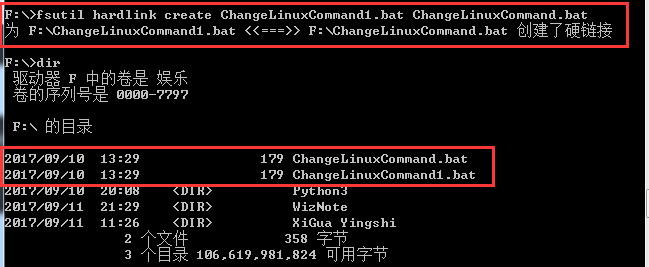 F:\>fsutil hardlink create ChangeLinuxCommand1.bat ChangeLinuxCommand.bat
为 F:\ChangeLinuxCommand1.bat <<===>> F:\ChangeLinuxCommand.bat 创建了硬链接
F:\>dir
驱动器 F 中的卷是 娱乐
卷的序列号是 0000-7797
F:\ 的目录
2017/09/10 13:29 179 ChangeLinuxCommand.bat
2017/09/10 13:29 179 ChangeLinuxCommand1.bat
2017/09/10 20:08 <DIR> Python3
2017/09/11 21:29 <DIR> WizNote
2017/09/11 11:26 <DIR> XiGua Yingshi
2 个文件 358 字节
3 个目录 106,619,981,824 可用字节